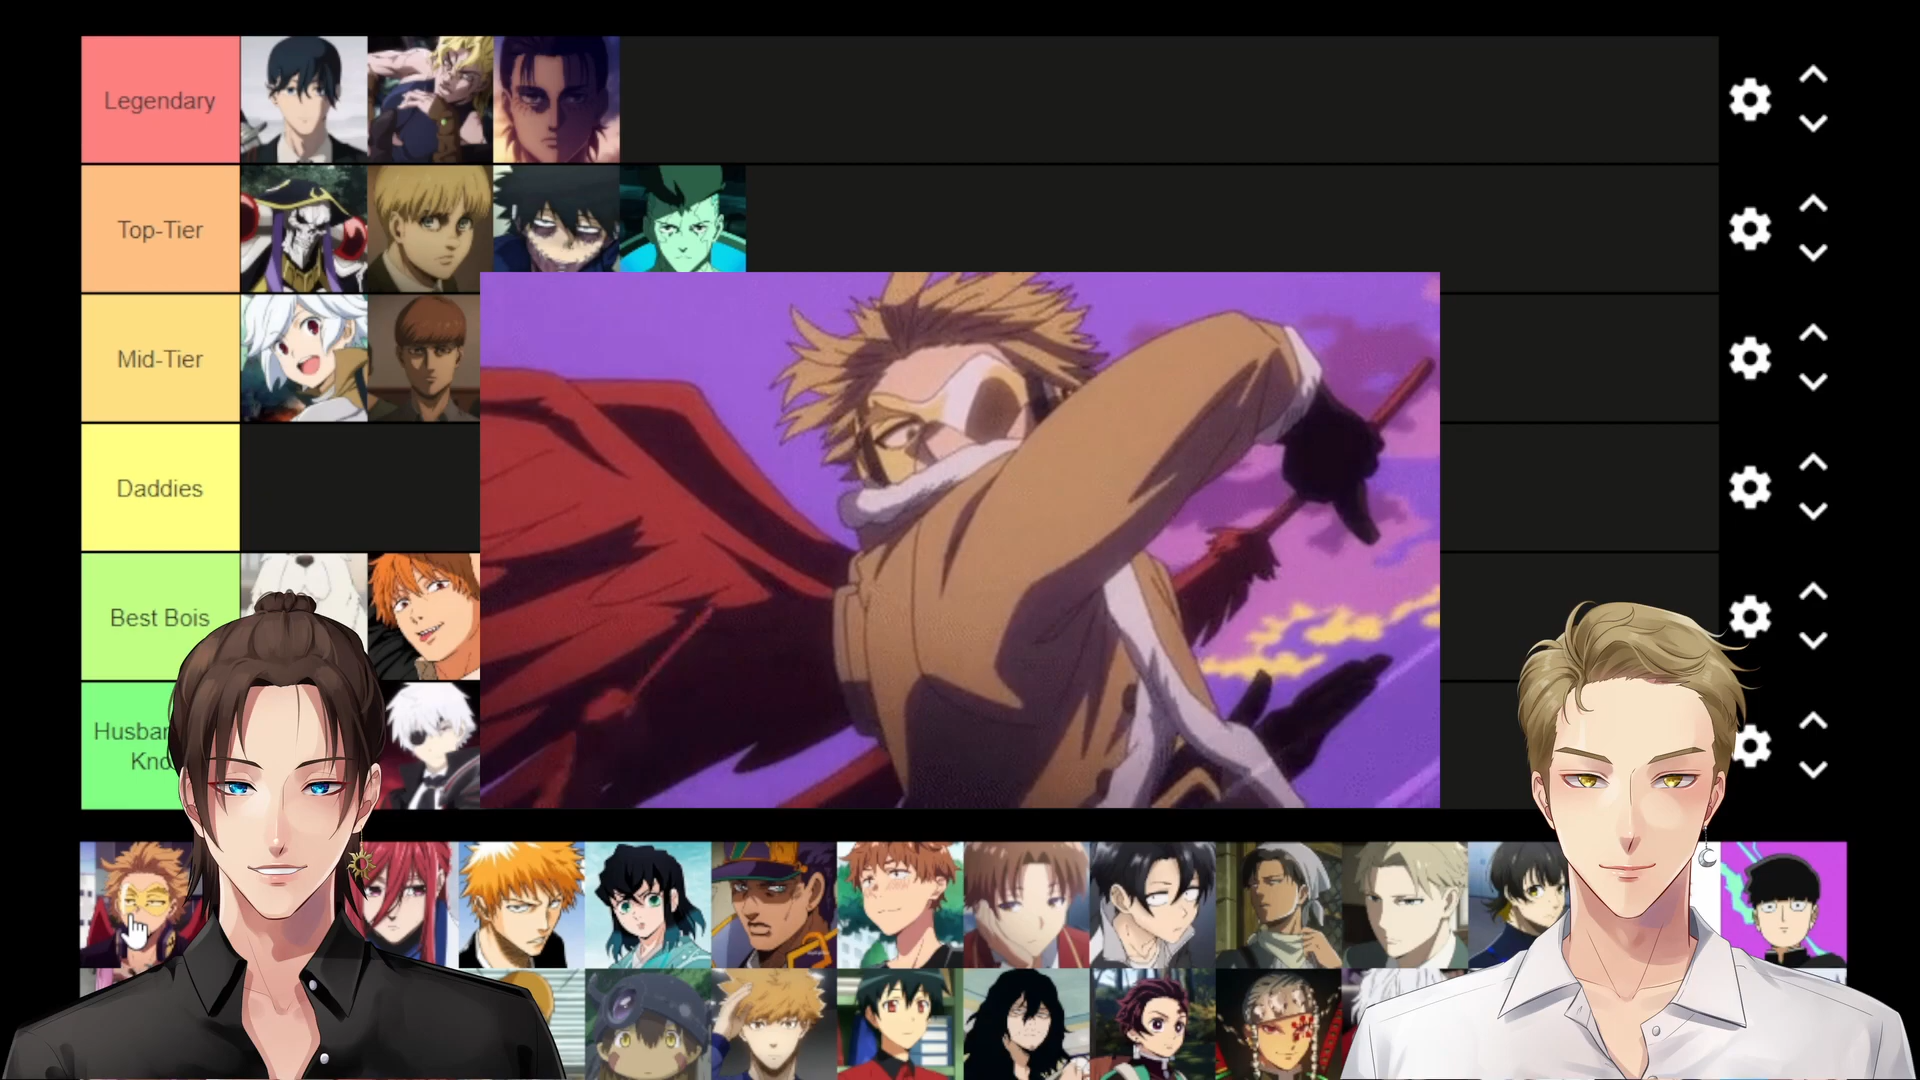 Legendary
Top-Tier
Mid-Tier
Daddies
Best Bois